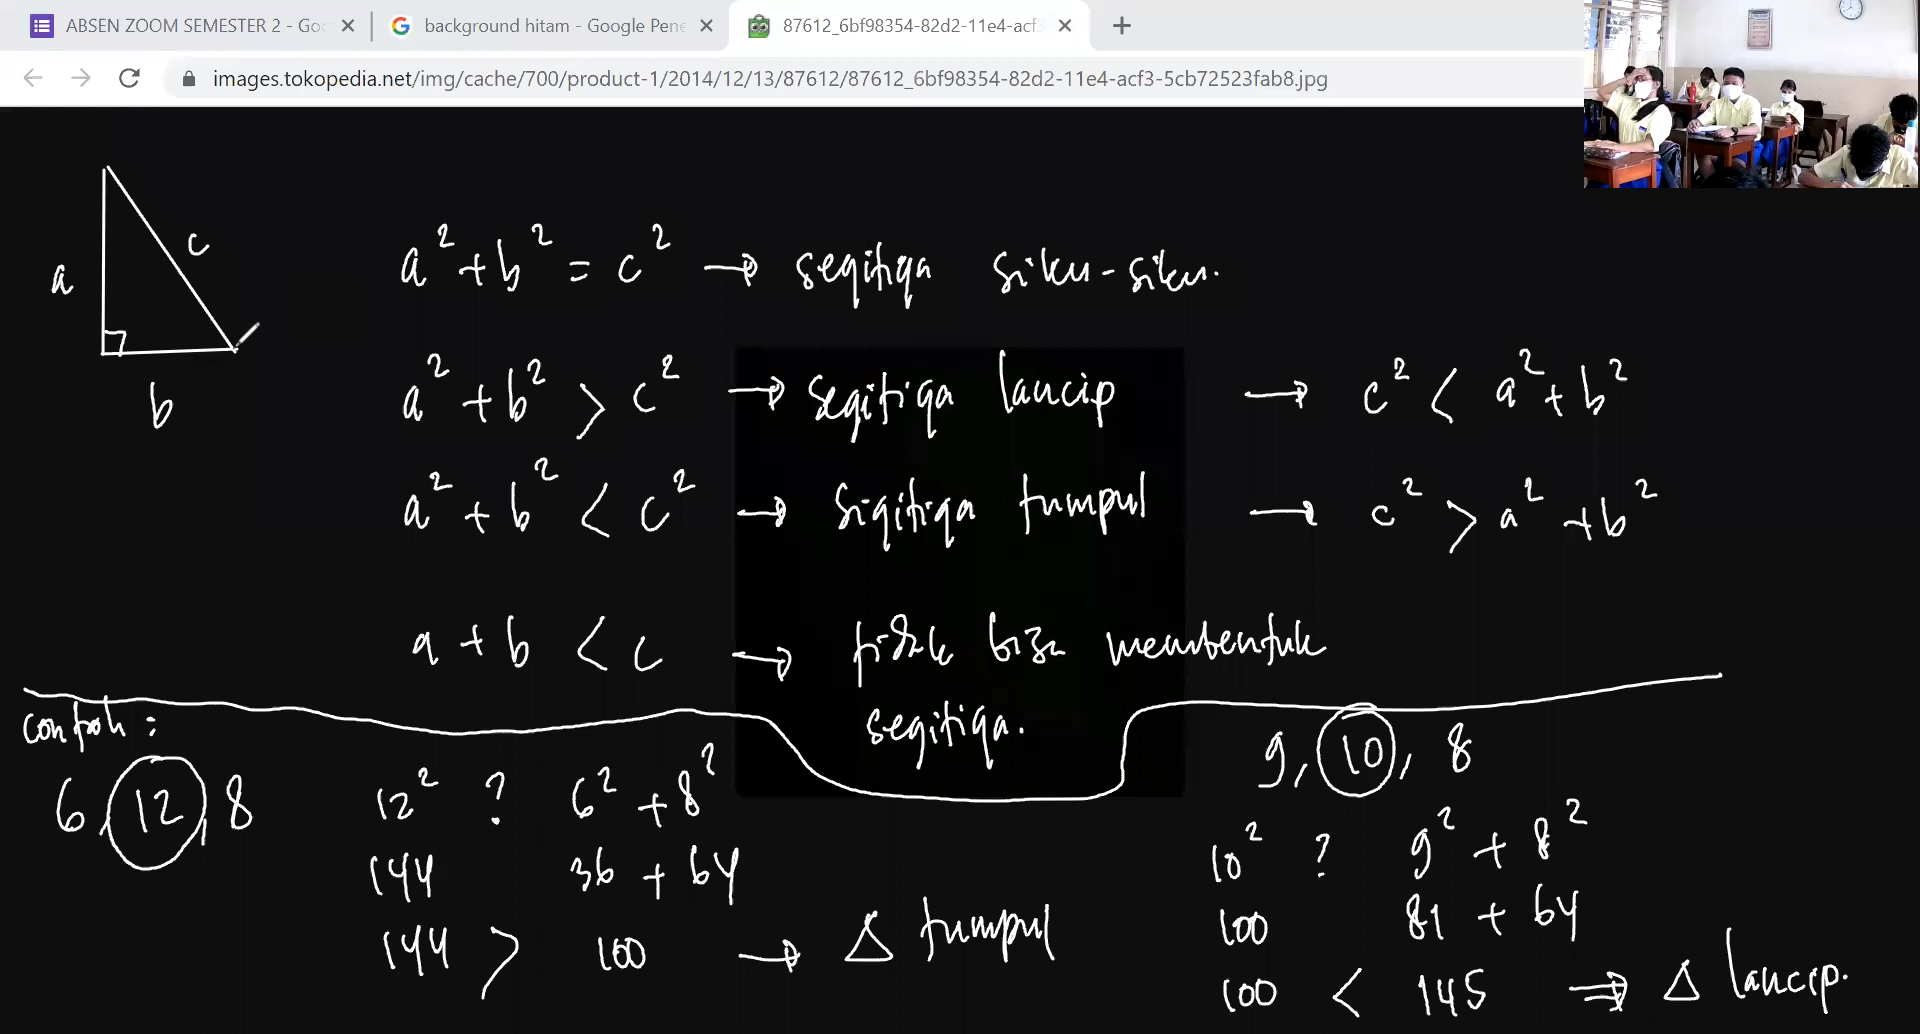 ABSEN ZOOM SEMESTER 2 - Go
background hitam - Google Pene
87612_6bf98354-82d2-11e4-acf3
images.tokopedia.net/img/cache/700/product-1/2014/12/13/87612/87612_6bf98354-82d2-11e4-acf3-5cb72523fab8.jpg
a
c
b
a² + b² = c² → segitiga siku-siku.
a² + b² > c² → segitiga lancip → c² < a² + b²
a² + b² < c² → sigitiga tumpul → c² > a² + b²
a + b < c → tidak bisa membentuk
segitiga.
contoh :
6, 12, 8
12² ? 6² + 8²
144 36 + 64
144 > 100 → Δ tumpul
9, 10, 8
10² ? 9² + 8²
100 81 + 64
100 < 145 ⇒ Δ lancip.